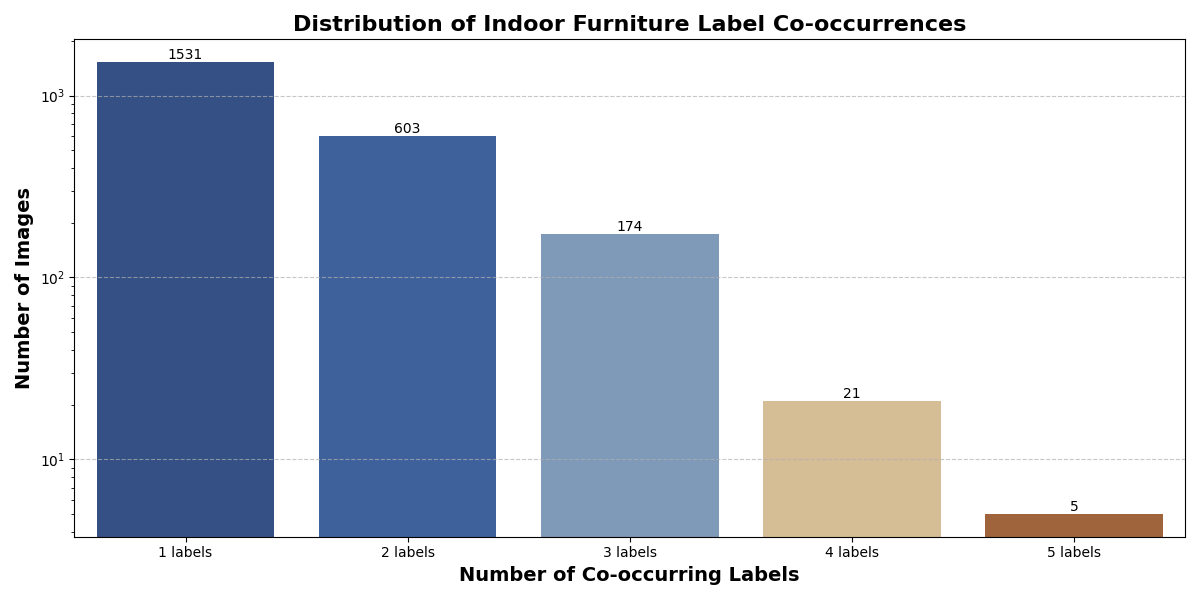 Distribution of Indoor Furniture Label Co-occurrences
Number of Images
10³
10²
10¹
1531
603
174
21
5
1 labels
2 labels
3 labels
4 labels
5 labels
Number of Co-occurring Labels